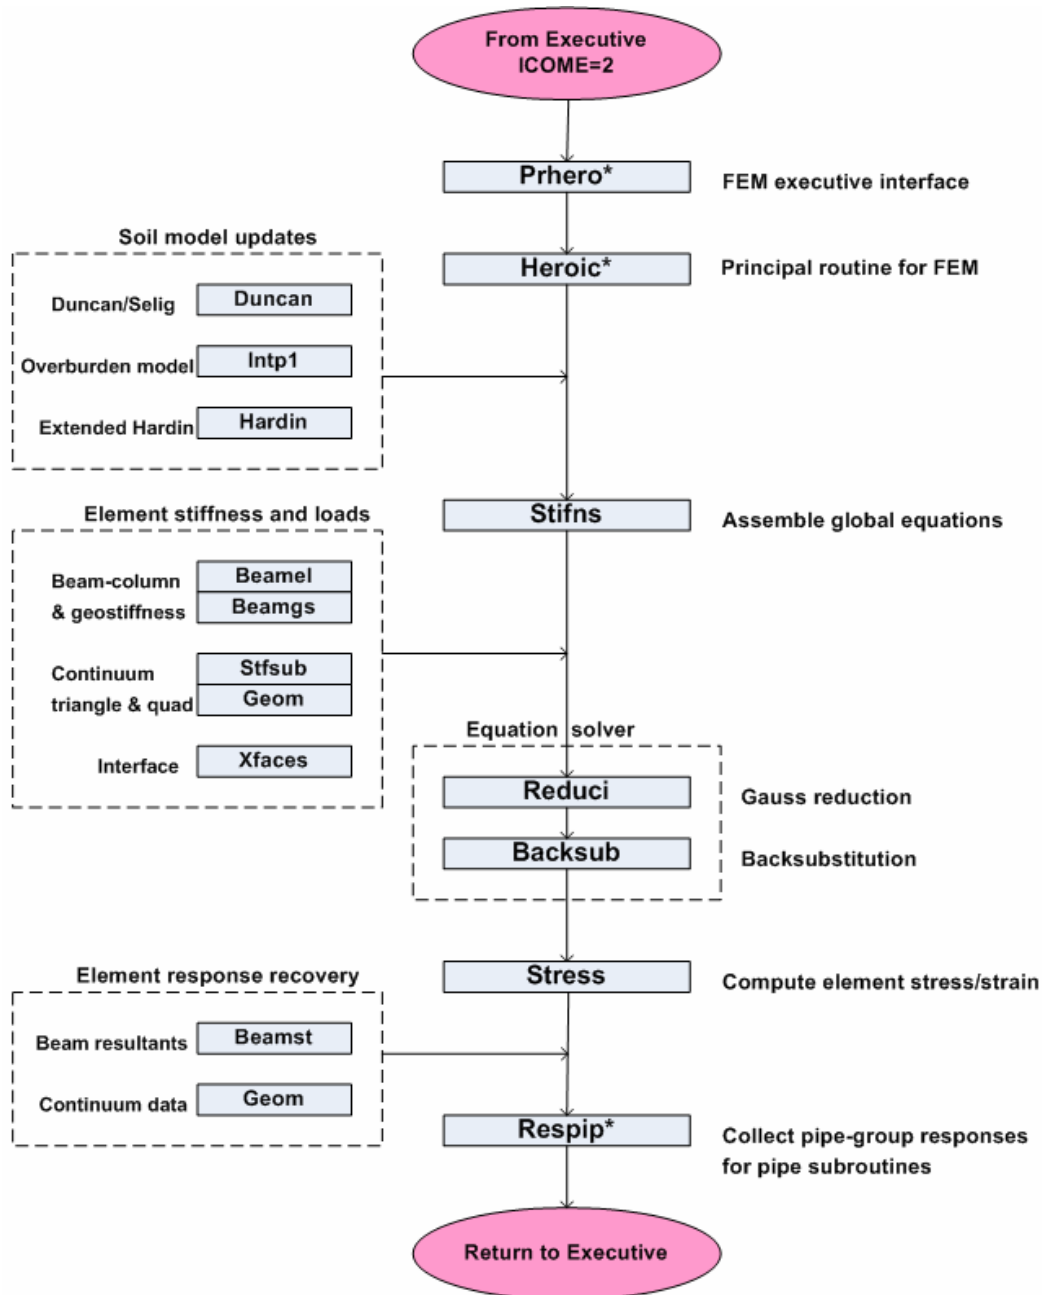 From Executive
ICOME=2
Prhero*
FEM executive interface
Soil model updates
Heroic*
Principal routine for FEM
Duncan/Selig
Duncan
Overburden model
Intp1
Extended Hardin
Hardin
Stifns
Assemble global equations
Element stiffness and loads
Beam-column
& geostiffness
Beamel
Beamgs
Continuum
triangle & quad
Stfsub
Geom
Interface
Xfaces
Equation solver
Reduci
Gauss reduction
Backsub
Backsubstitution
Stress
Compute element stress/strain
Element response recovery
Beam resultants
Beamst
Continuum data
Geom
Respip*
Collect pipe-group responses
for pipe subroutines
Return to Executive